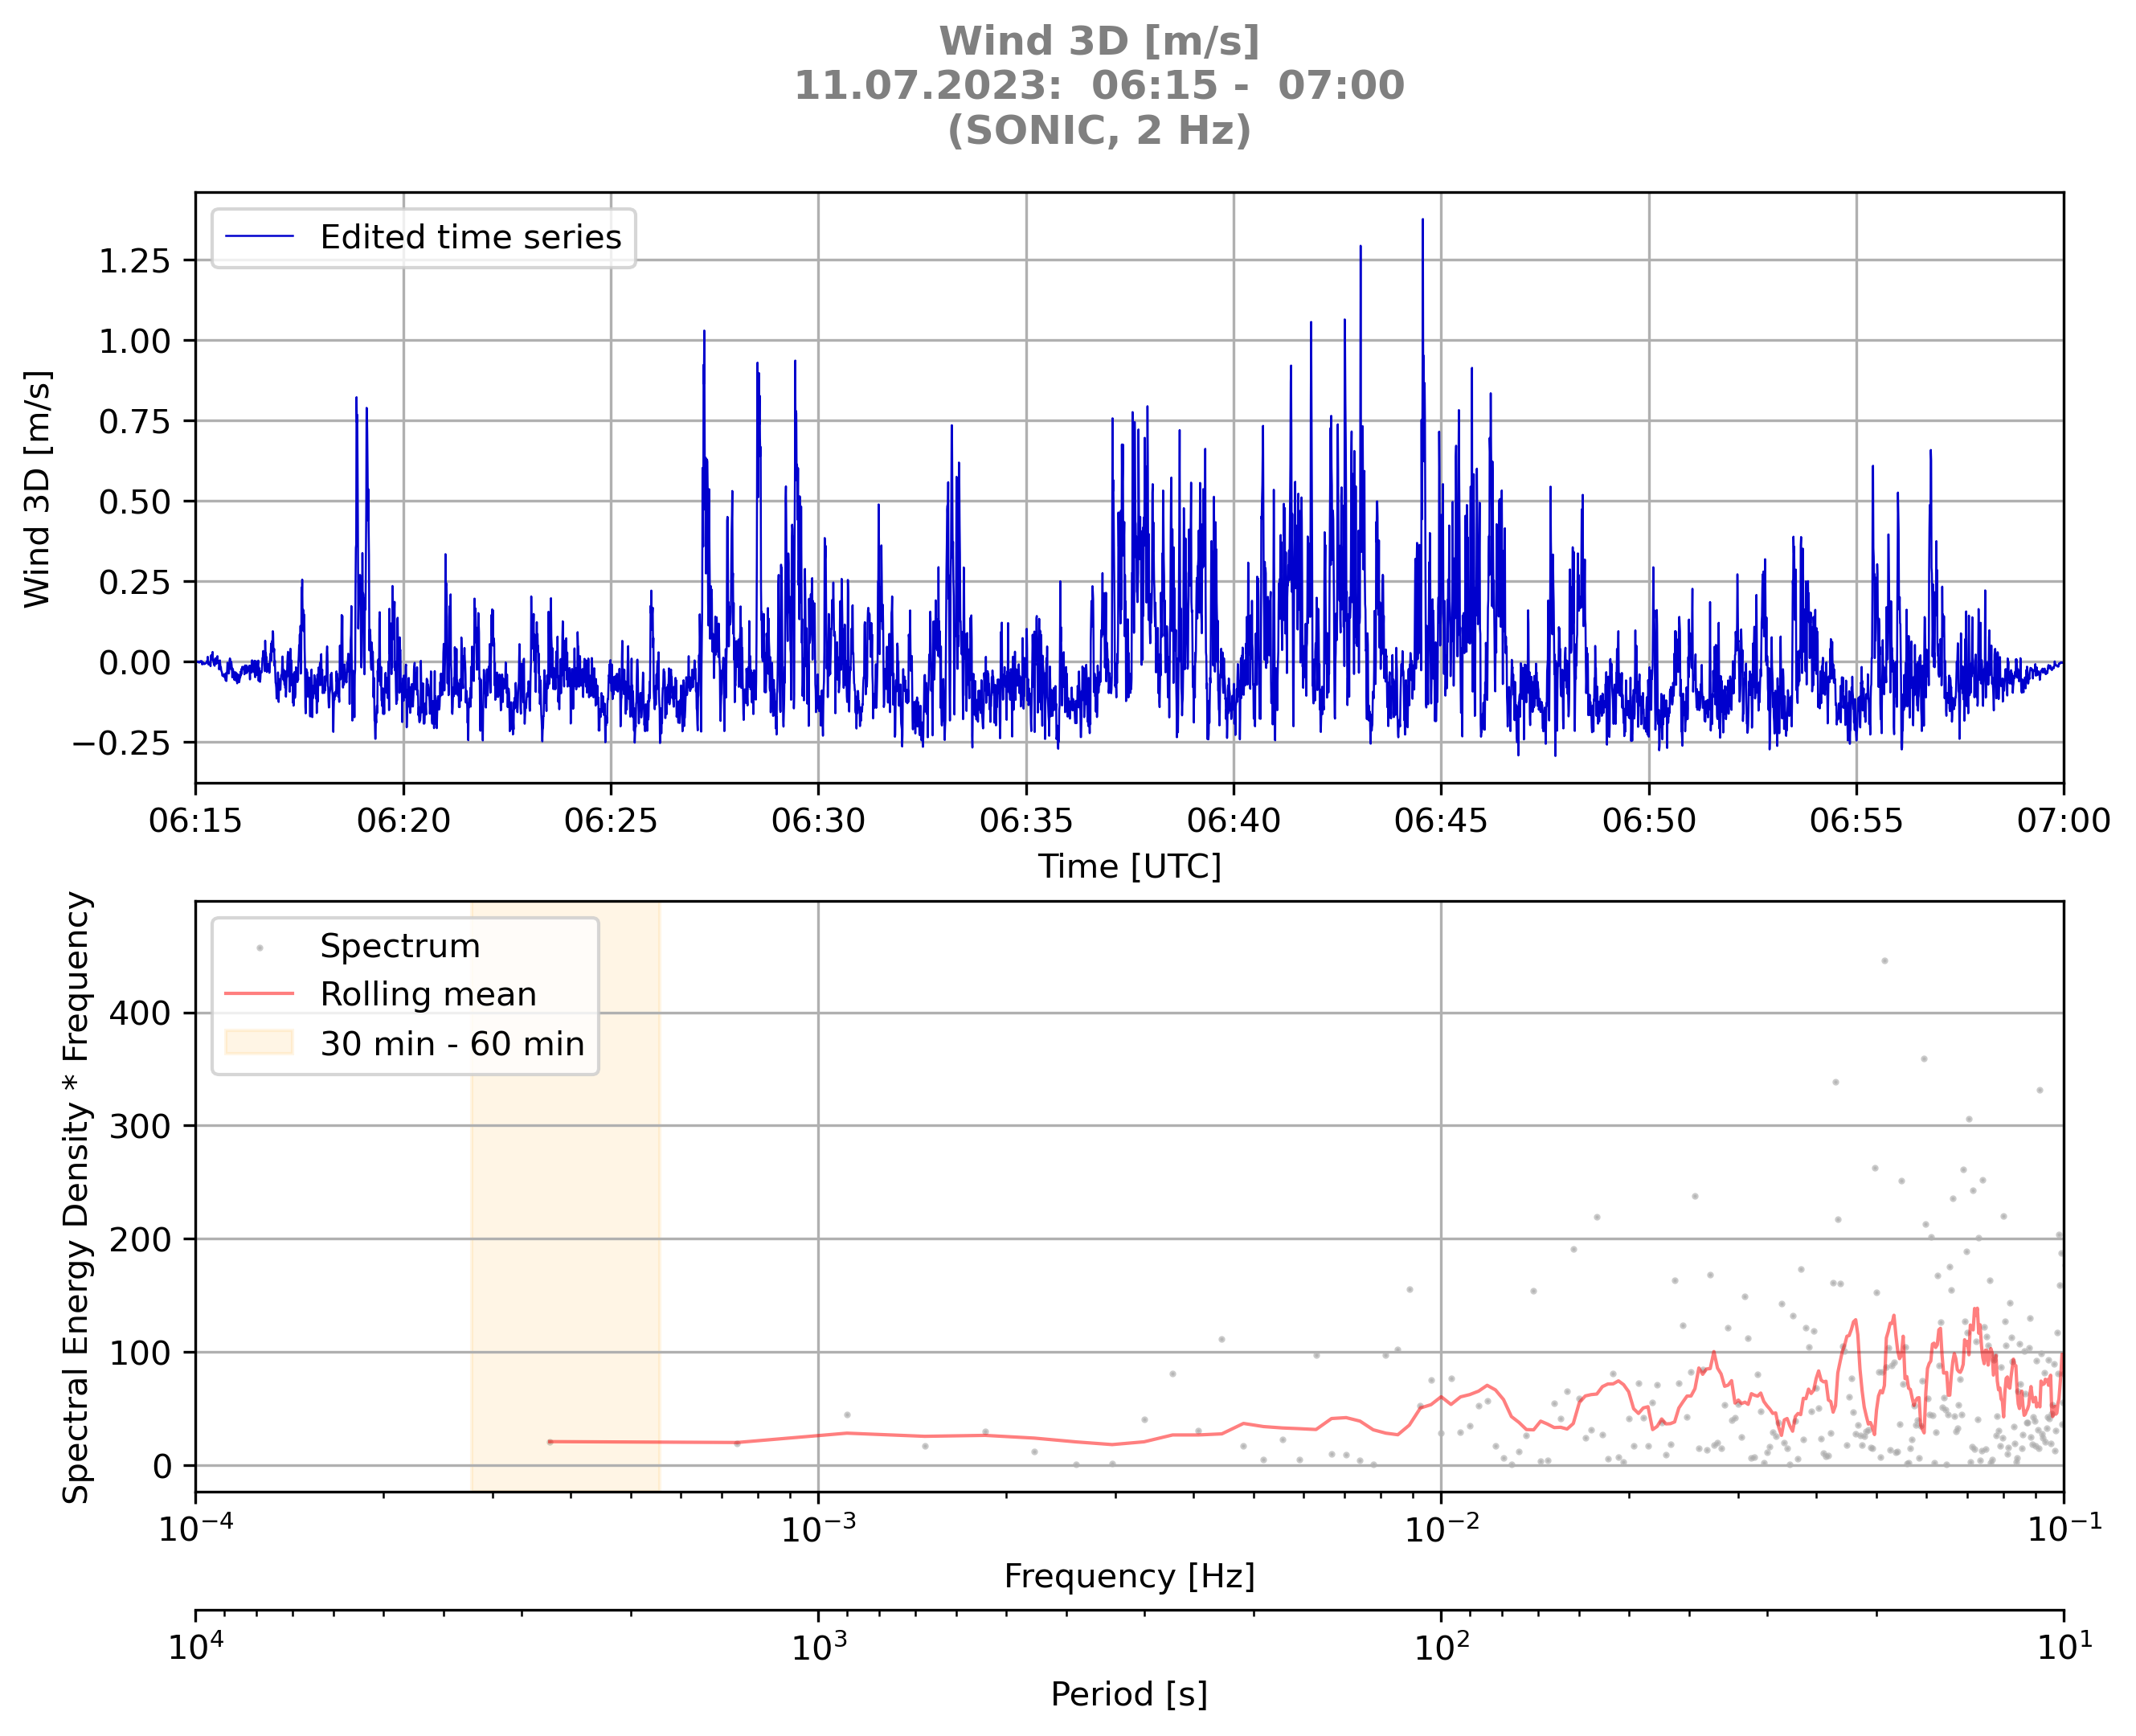 Wind 3D [m/s]
11.07.2023:  06:15 -  07:00
(SONIC, 2 Hz)
Edited time series
Wind 3D [m/s]
1.25
1.00
0.75
0.50
0.25
0.00
−0.25
06:15 06:20 06:25 06:30 06:35 06:40 06:45 06:50 06:55 07:00
Time [UTC]
Spectrum
Rolling mean
30 min - 60 min
Spectral Energy Density * Frequency
400
300
200
100
0
10⁻⁴ 10⁻³ 10⁻² 10⁻¹
Frequency [Hz]
10⁴ 10³ 10² 10¹
Period [s]